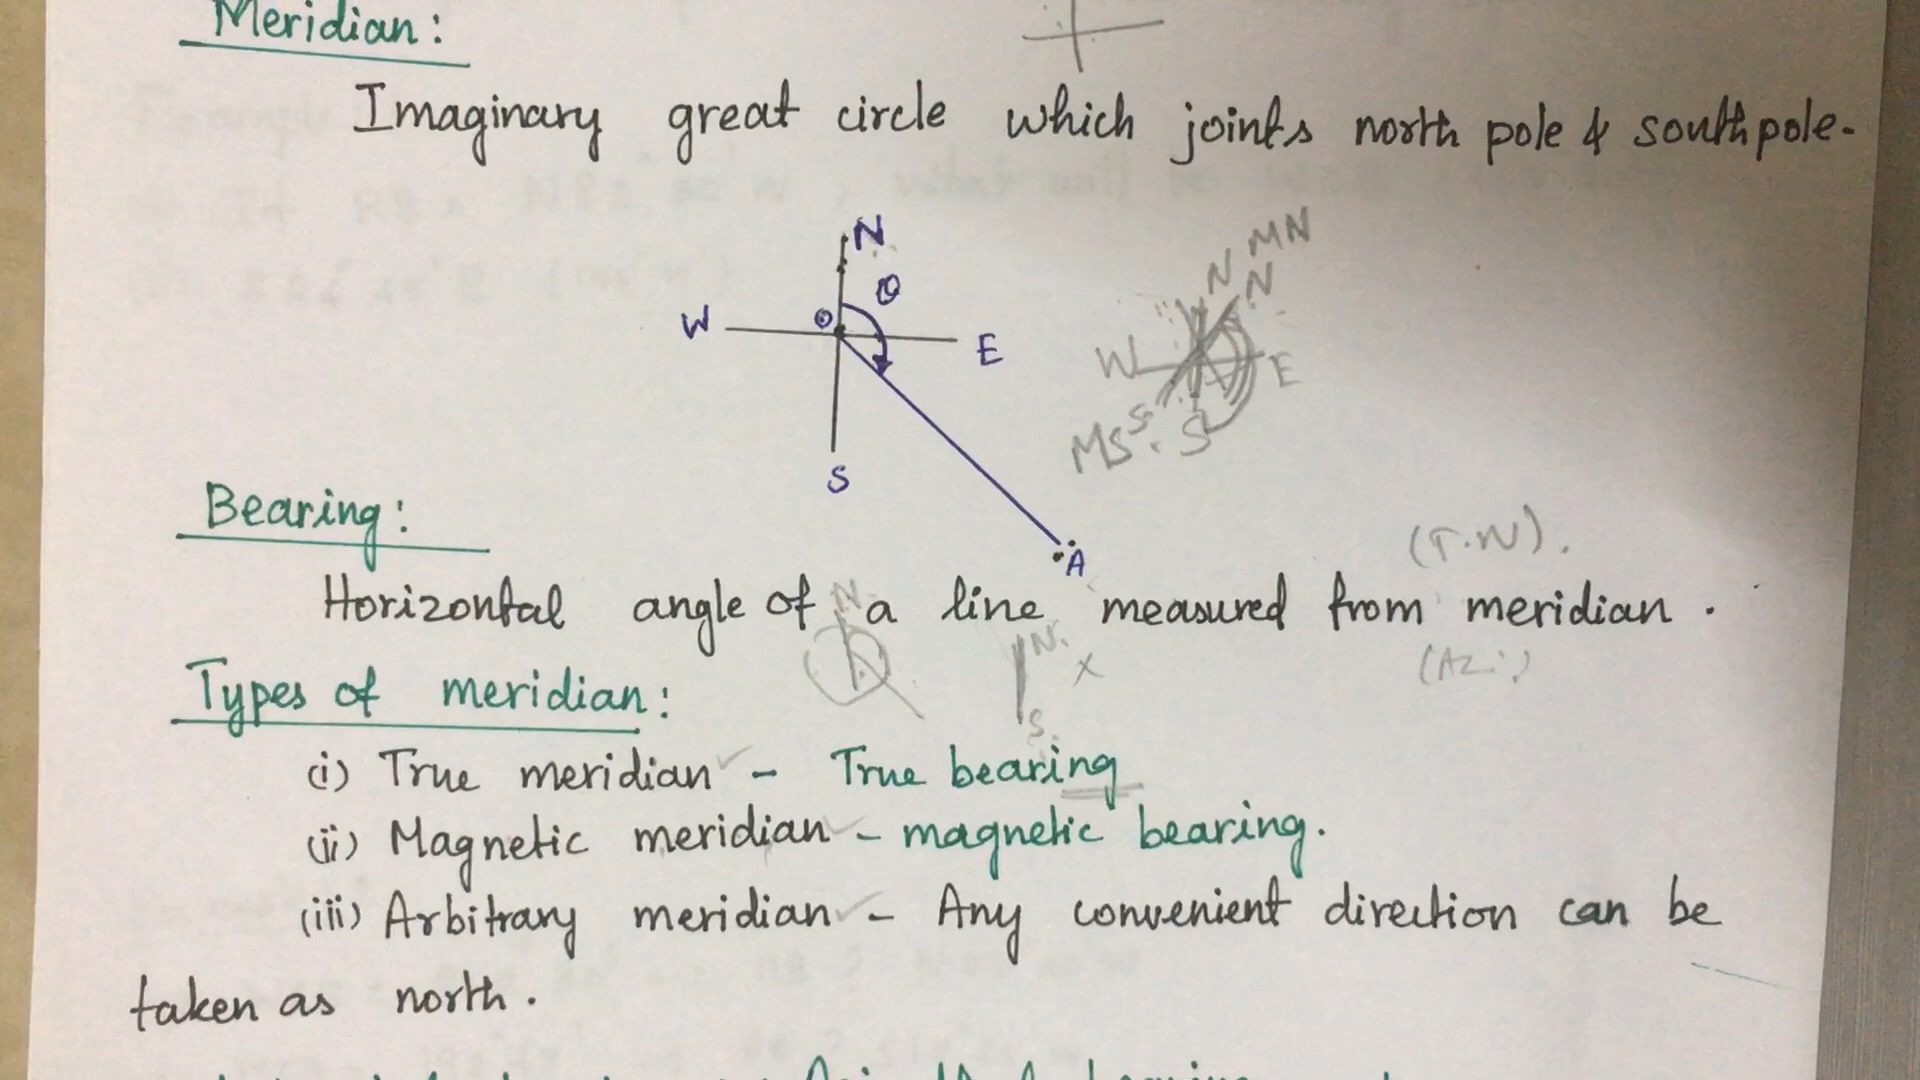 Meridian :
Imaginary great circle which joints north pole & south pole.
N
θ
MN
N
N
W
O
E
W
E
S
MS
S
S
A
Bearing :
(T.N).
Horizontal angle of a line measured from meridian .
N
N.
x
(AZ.)
S.
Types of meridian :
(i) True meridian - True bearing
(ii) Magnetic meridian - magnetic bearing.
(iii) Arbitrary meridian - Any convenient direction can be
taken as north .